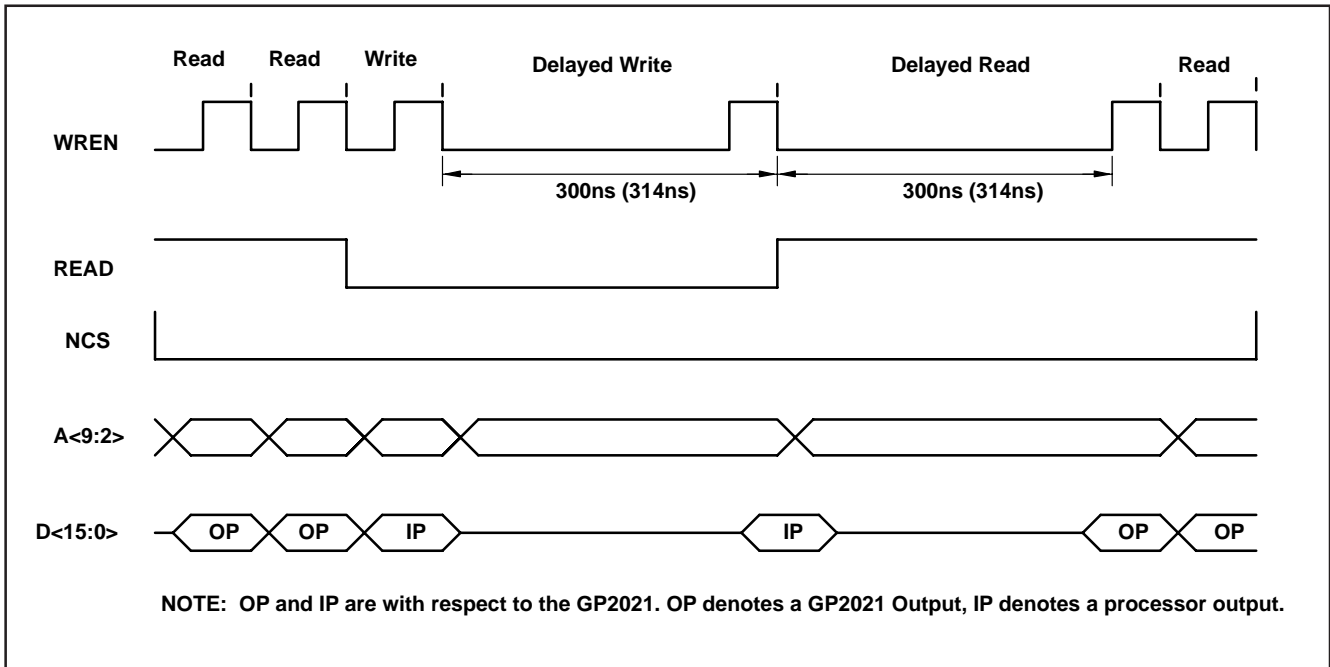 Read Read Write Delayed Write Delayed Read Read
WREN
300ns (314ns) 300ns (314ns)
READ
NCS
A<9:2>
D<15:0> OP OP IP IP OP OP
NOTE: OP and IP are with respect to the GP2021. OP denotes a GP2021 Output, IP denotes a processor output.